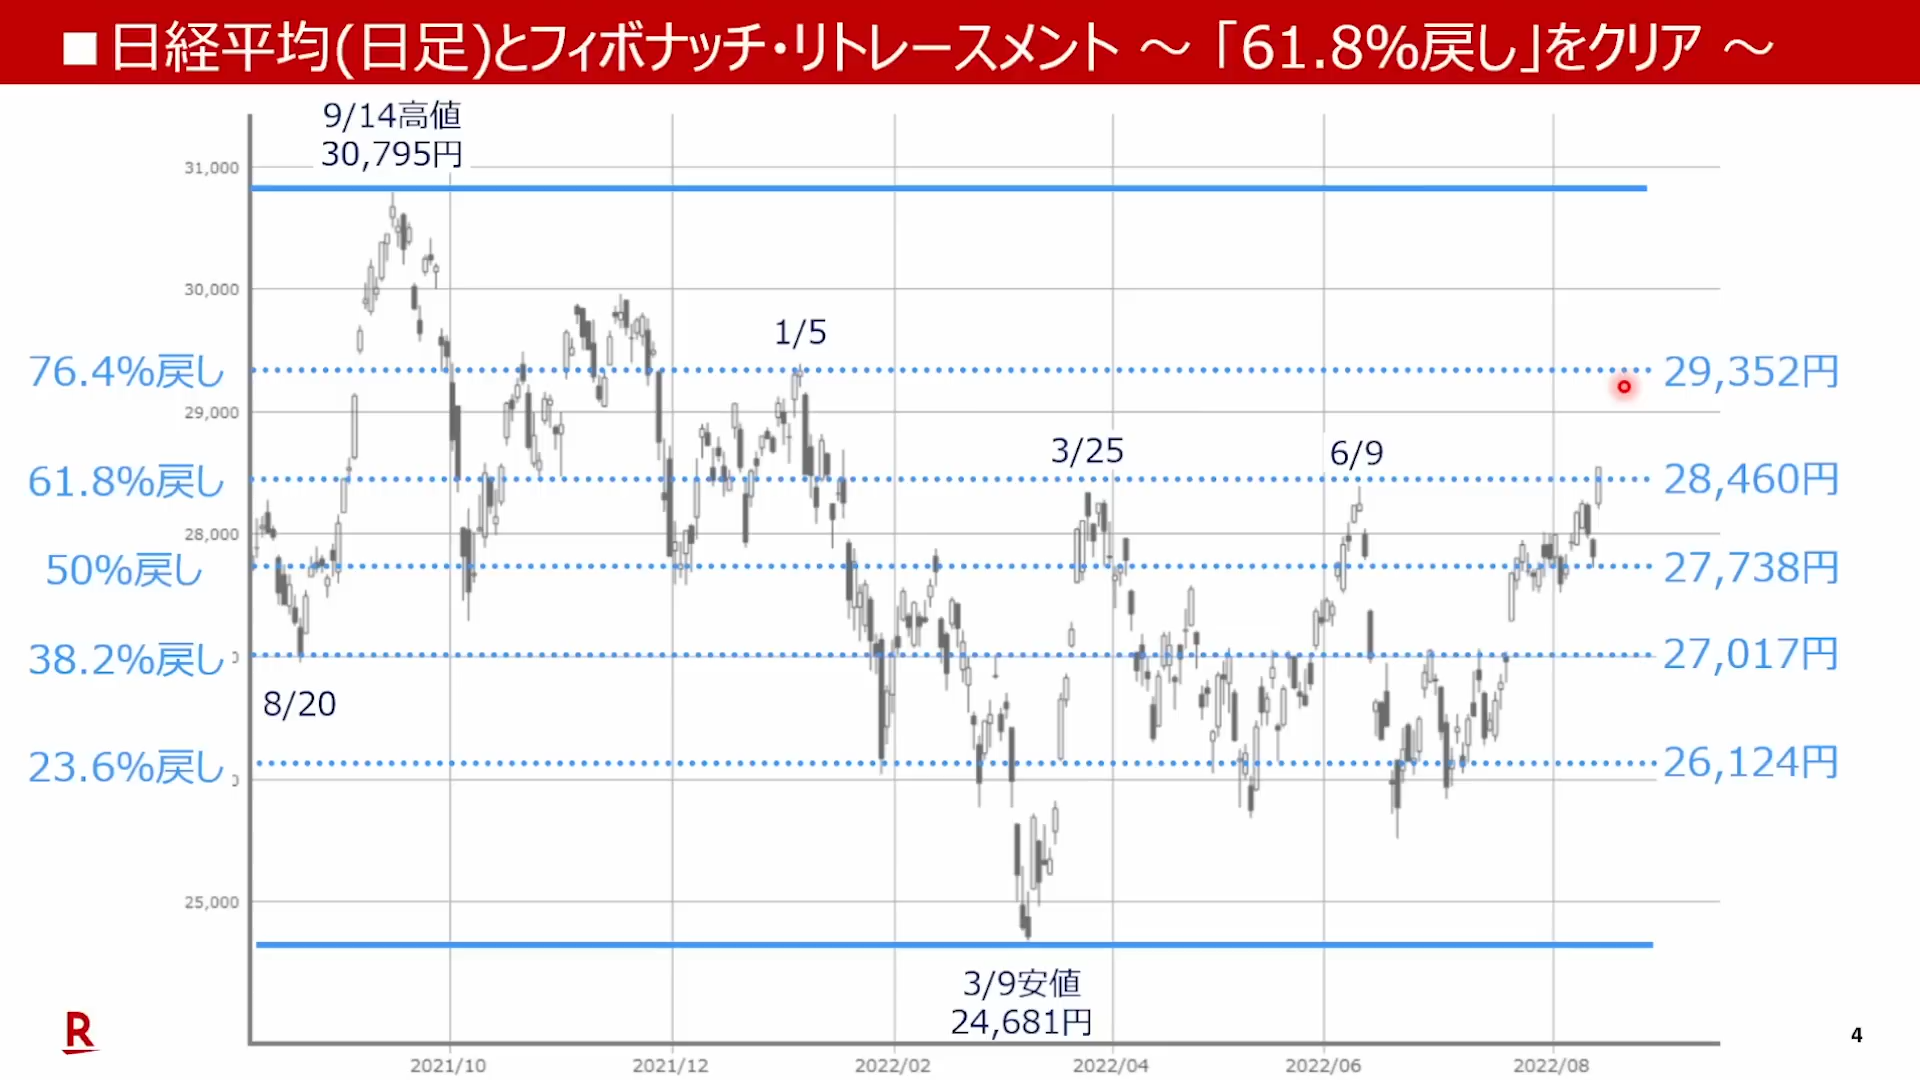 ■日経平均(日足)とフィボナッチ・リトレースメント ～「61.8%戻し」をクリア ～
9/14高値
30,795円
31,000
30,000
1/5
76.4%戻し
29,352円
29,000
3/25
6/9
61.8%戻し
28,460円
28,000
50%戻し
27,738円
38.2%戻し
27,017円
8/20
23.6%戻し
26,124円
25,000
3/9安値
24,681円
R
4
2021/10
2021/12
2022/02
2022/04
2022/06
2022/08